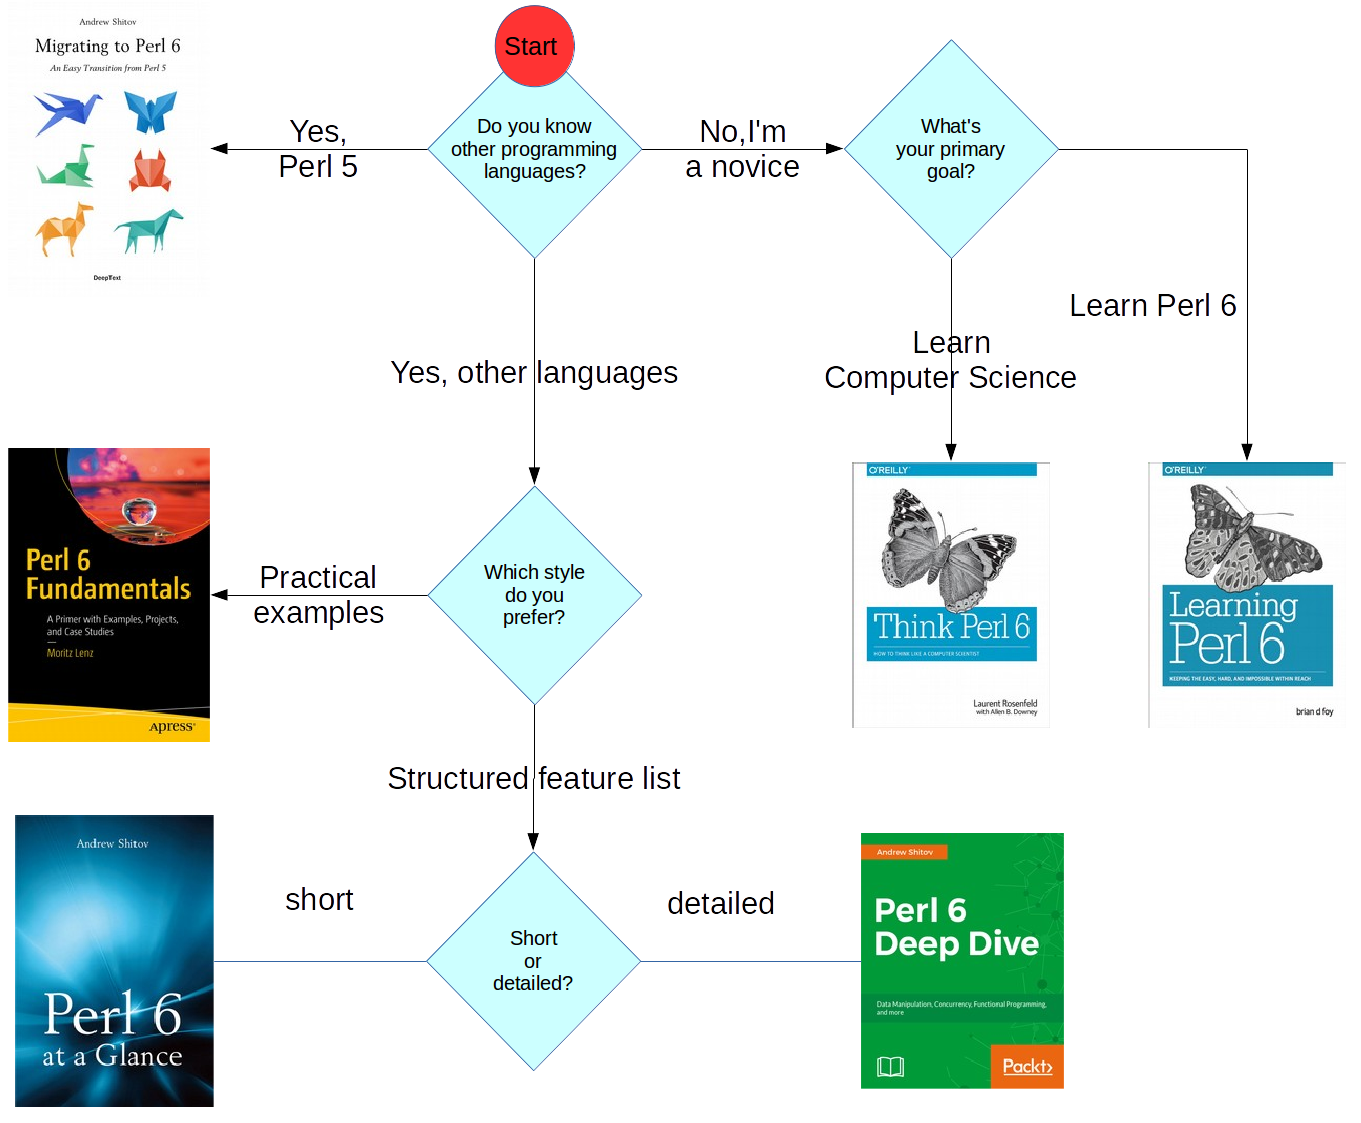 Andrew Shitov
Migrating to Perl 6
An Easy Transition from Perl 5
DeepText
Start
Do you know
other programming
languages?
Yes,
Perl 5
No,I'm
a novice
What's
your primary
goal?
Learn Perl 6
Learn
Computer Science
Yes, other languages
Perl 6
Fundamentals
A Primer with Examples, Projects,
and Case Studies
Moritz Lenz
Apress®
Practical
examples
Which style
do you
prefer?
O'REILLY®
Think Perl 6
HOW TO THINK LIKE A COMPUTER SCIENTIST
Laurent Rosenfeld
with Allen B. Downey
O'REILLY®
Learning
Perl 6
KEEPING THE EASY, HARD, AND IMPOSSIBLE WITHIN REACH
brian d foy
Structured feature list
Andrew Shitov
Perl 6
at a Glance
short
Short
or
detailed?
detailed
Andrew Shitov
Perl 6
Deep Dive
Data Manipulation, Concurrency, Functional Programming,
and more
Packt>